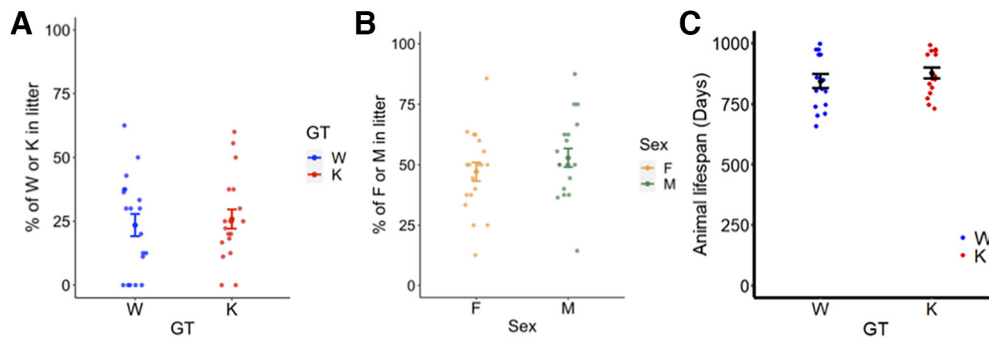 A
% of W or K in litter
100
75
50
25
0
W
K
GT
GT
W
K
B
% of F or M in litter
100
75
50
25
0
F
M
Sex
Sex
F
M
C
Animal lifespan (Days)
1000
750
500
250
0
W
K
GT
W
K